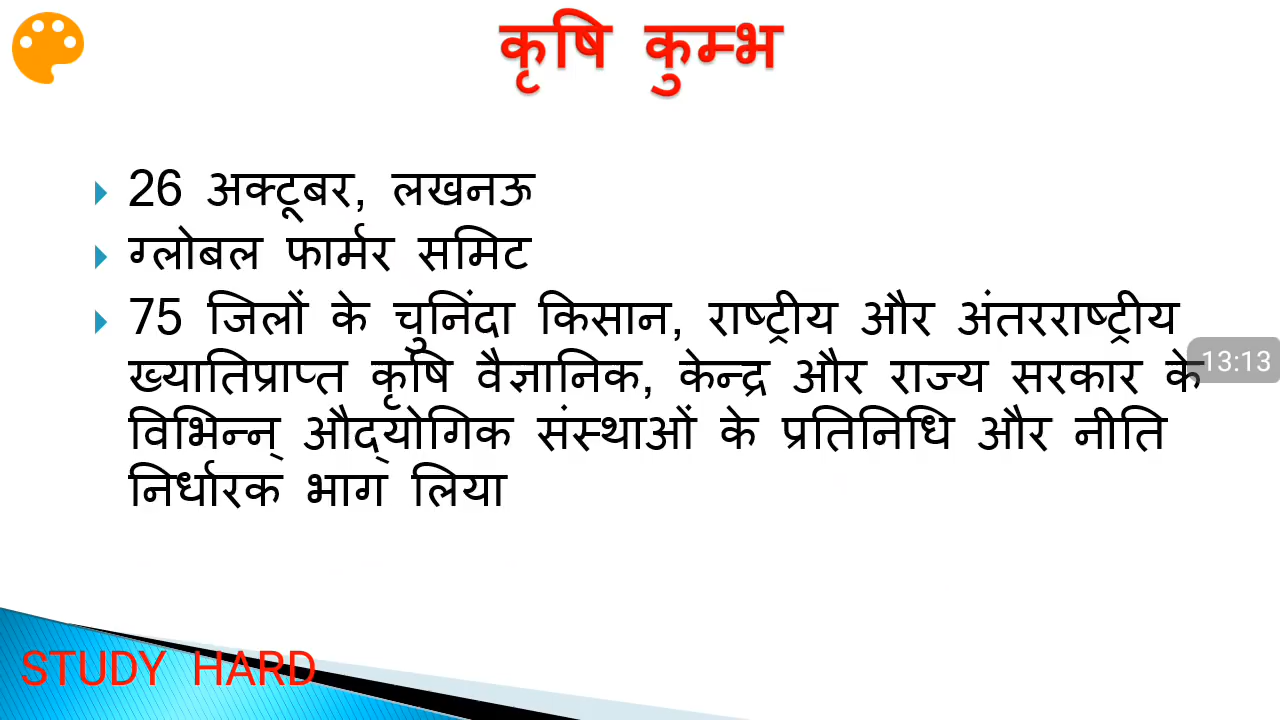 कृषि कुम्भ
26 अक्टूबर, लखनऊ
ग्लोबल फार्मर समिट
75 जिलों के चुनिंदा किसान, राष्ट्रीय और अंतरराष्ट्रीय
ख्यातिप्राप्त कृषि वैज्ञानिक, केन्द्र और राज्य सरकार के
13:13
विभिन्न् औद्‌योगिक संस्थाओं के प्रतिनिधि और नीति
निर्धारक भाग लिया
STUDY HARD